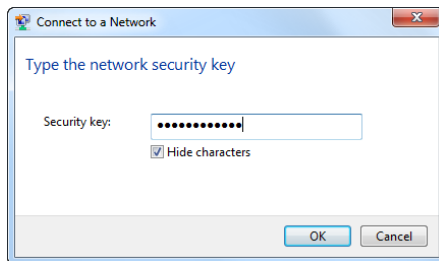 Connect to a Network
Type the network security key
Security key: ●●●●●●●●●●●●
Hide characters
OK Cancel